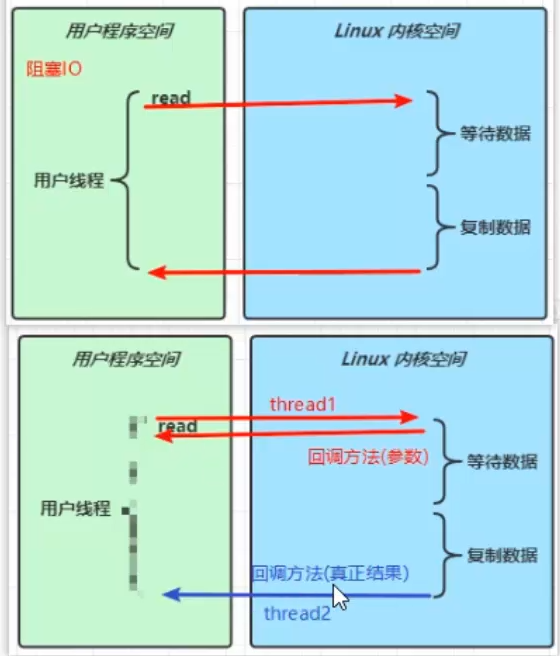 用户程序空间
Linux 内核空间
阻塞IO
read
等待数据
用户线程
复制数据
用户程序空间
Linux 内核空间
thread1
read
回调方法(参数)
等待数据
用户线程
复制数据
回调方法(真正结果)
thread2